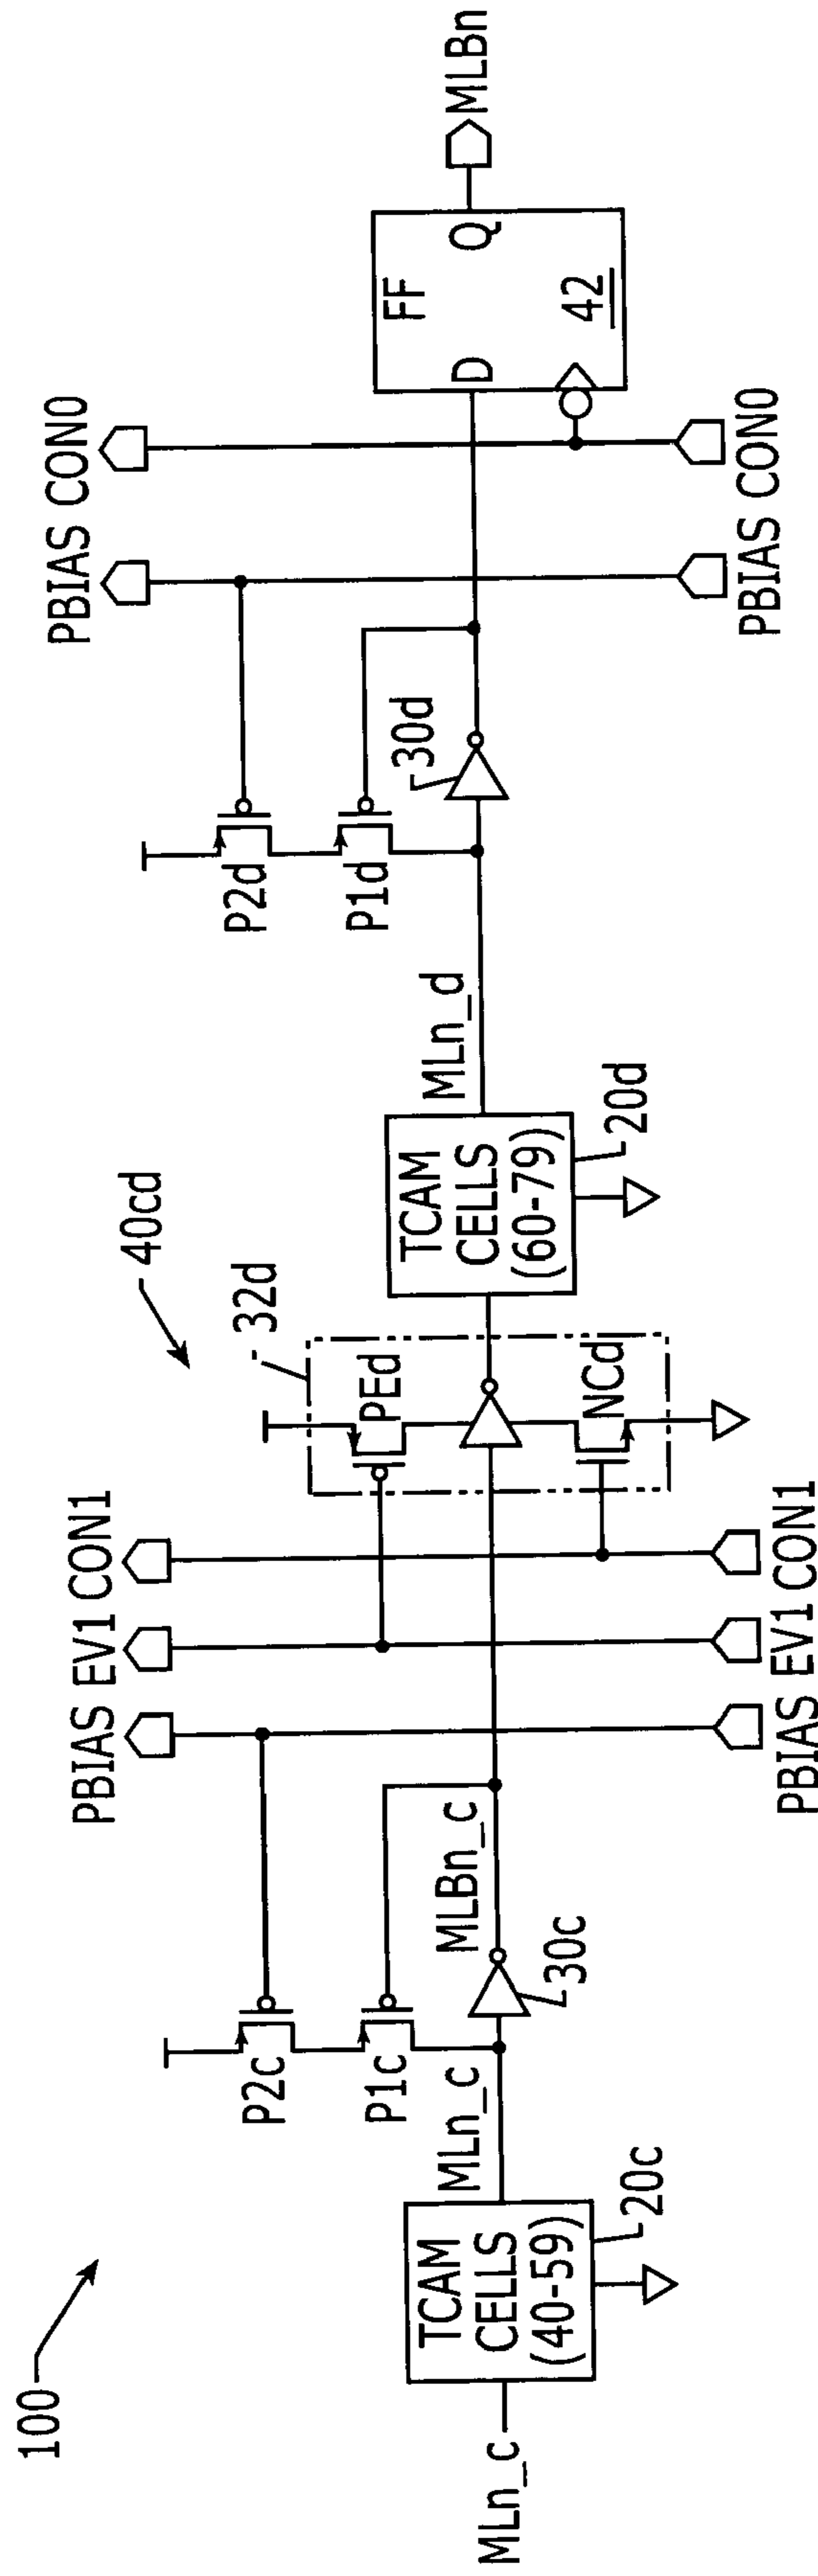 100
40cd
MLn_c
TCAM
CELLS
(40-59)
20c
MLn_c
P2c
P1c
30c
MLBn_c
PBIAS EV1 CON1
PBIAS EV1 CON1
32d
PEd
NCd
TCAM
CELLS
(60-79)
20d
MLn_d
P2d
P1d
30d
PBIAS CON0
PBIAS CON0
D
FF
Q
42
MLBn